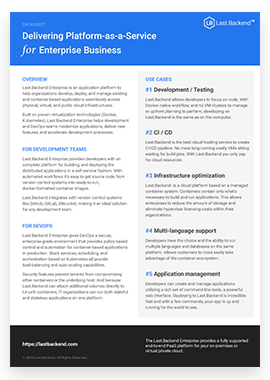 DATASHEET
LB Last.Backend™
Delivering Platform-as-a-Service
for Enterprise Business
OVERVIEW
Last.Backend Enterprise is an application platform to
help organizations develop, deploy, and manage existing
and container-based applications seamlessly across
physical, virtual, and public cloud infrastructures.
Built on proven virtualization technologies (Docker,
Kubernetes), Last.Backend Enterprise helps development
and DevOps teams modernize applications, deliver new
features, and accelerate development processes.
FOR DEVELOPMENT TEAMS
Last.Backend Enterprise provides developers with an
complete platform for building, and deploying the
distributed applications in a self service fashion. With
automated workflows it's easy to get source code from
version control systems into ready-to-run,
docker-formatted container images.
Last.Backend integrates with version control systems
like GitHub, GitLab, BitBucket, making it an ideal solution
for any development team.
FOR DEVOPS
Last.Backend Enterprise gives DevOps a secure,
enterprise-grade environment that provides policy-based
control and automation for container-based applications
in production. Stack services, scheduling, and
orchestration based on Kubernetes all provide
load-balancing and auto-scaling capabilities.
Security features prevent tenants from compromising
other containers or the underlying host. And because
Last.Backend can attach additional volumes directly to
Linux® containers, IT organizations can run both stateful
and stateless applications on one platform.
USE CASES
#1 Development / Testing
Last.Backend allows developers to focus on code. With
Docker native workflow, and no VM clusters to manage
or upfront planning to perform, developing on
Last.Backend is the same as on the computer.
#2 CI / CD
Last.Backend is the best cloud hosting service to create
CI/CD pipeline. No more long running costly VMs sitting
waiting for build jobs. With Last.Backend you pay only
for cloud resources.
#3 Infrastructure optimization
Last.Backend is a cloud platform based on a managed
container system. Containers contain only what's
necessary to build and run applications. This allows
enterprises to reduce the amount of storage and
eliminate hypervisor licensing costs within their
organizations.
#4 Multi-language support
Developers have the choice and the ability to run
multiple languages and databases on the same
platform. Allows customers to more easily take
advantage of the container eco-system.
#5 Application management
Developers can create and manage applications
utilizing a rich set of command line tools, a powerful
web interface. Deploying to Last.Backend is incredible
fast and with a few commands, your app is up and
running for the world to see.
https://lastbackend.com
The Last.Backend Enterprise provides a fully supported
end-to-end PaaS platform for your on-premises or
virtual private cloud.
© 2018 Last.Backend. All Rights Reserved.